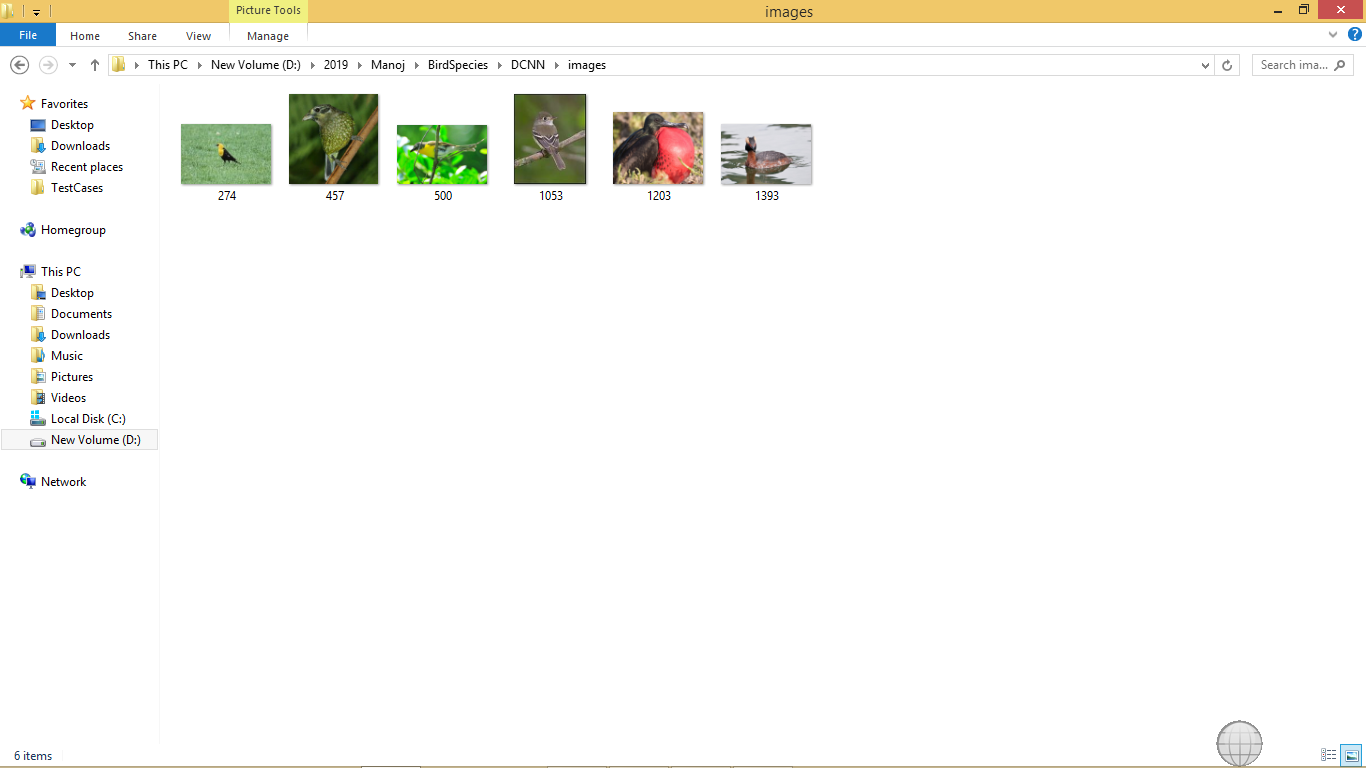 Picture Tools
images
File
Home
Share
View
Manage
This PC
New Volume (D:)
2019
Manoj
BirdSpecies
DCNN
images
Search ima...
Favorites
Desktop
Downloads
Recent places
TestCases
Homegroup
This PC
Desktop
Documents
Downloads
Music
Pictures
Videos
Local Disk (C:)
New Volume (D:)
Network
274
457
500
1053
1203
1393
6 items